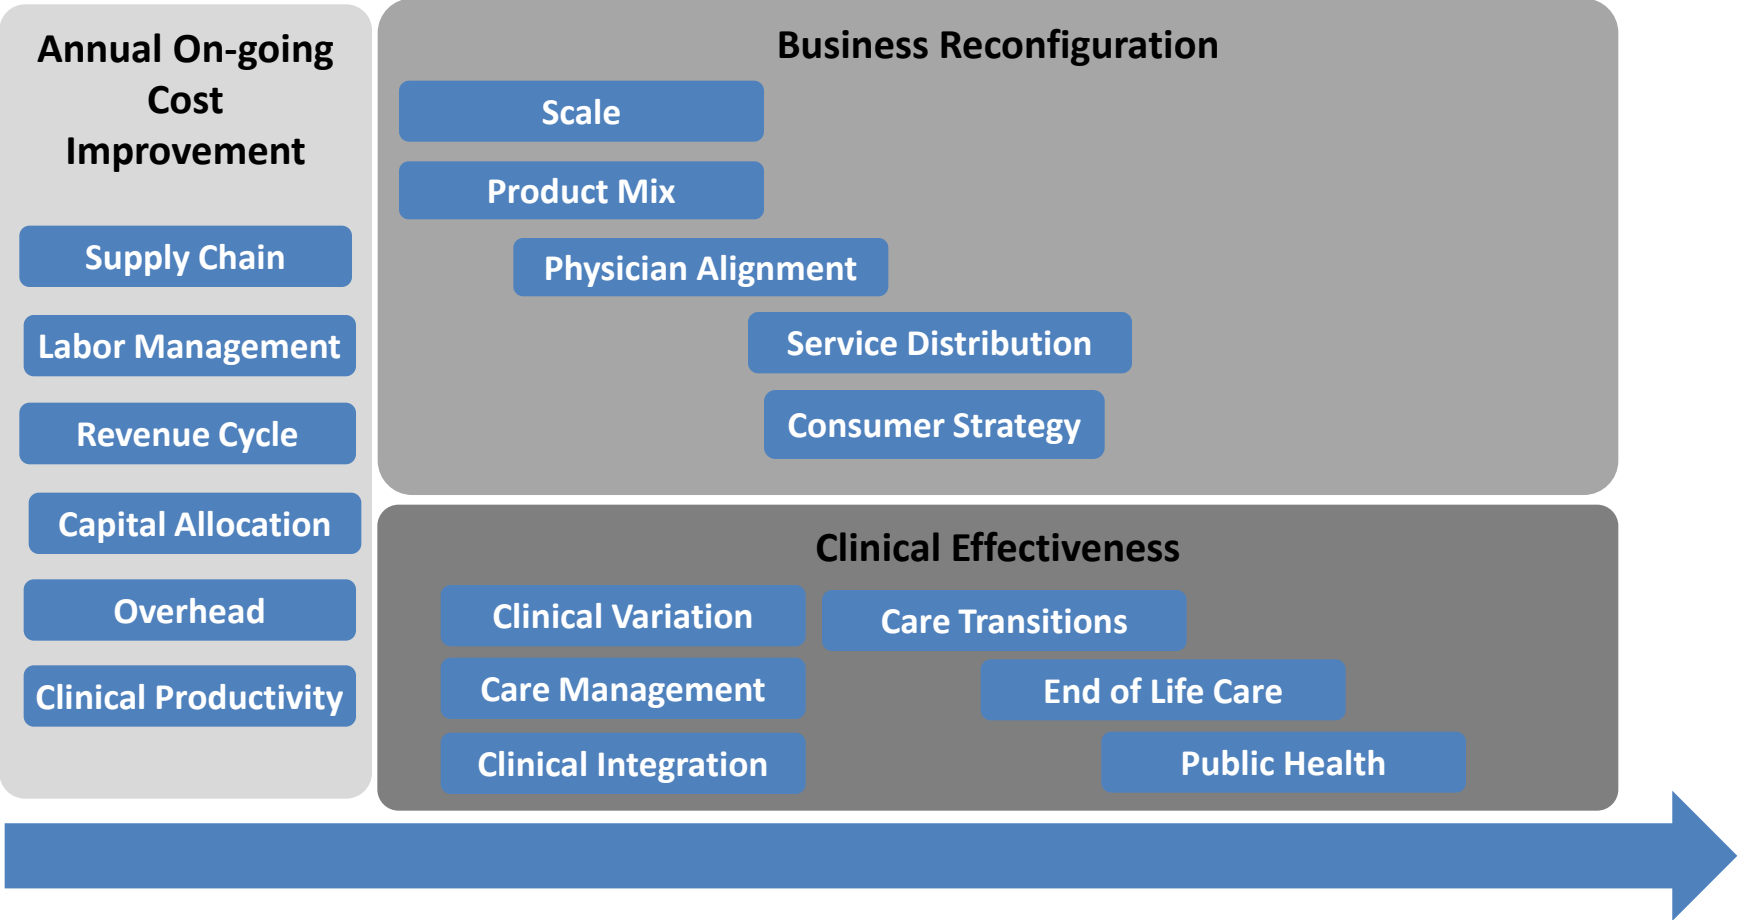 Annual On-going
Cost
Improvement
Supply Chain
Labor Management
Revenue Cycle
Capital Allocation
Overhead
Clinical Productivity
Business Reconfiguration
Scale
Product Mix
Physician Alignment
Service Distribution
Consumer Strategy
Clinical Effectiveness
Clinical Variation
Care Management
Clinical Integration
Care Transitions
End of Life Care
Public Health